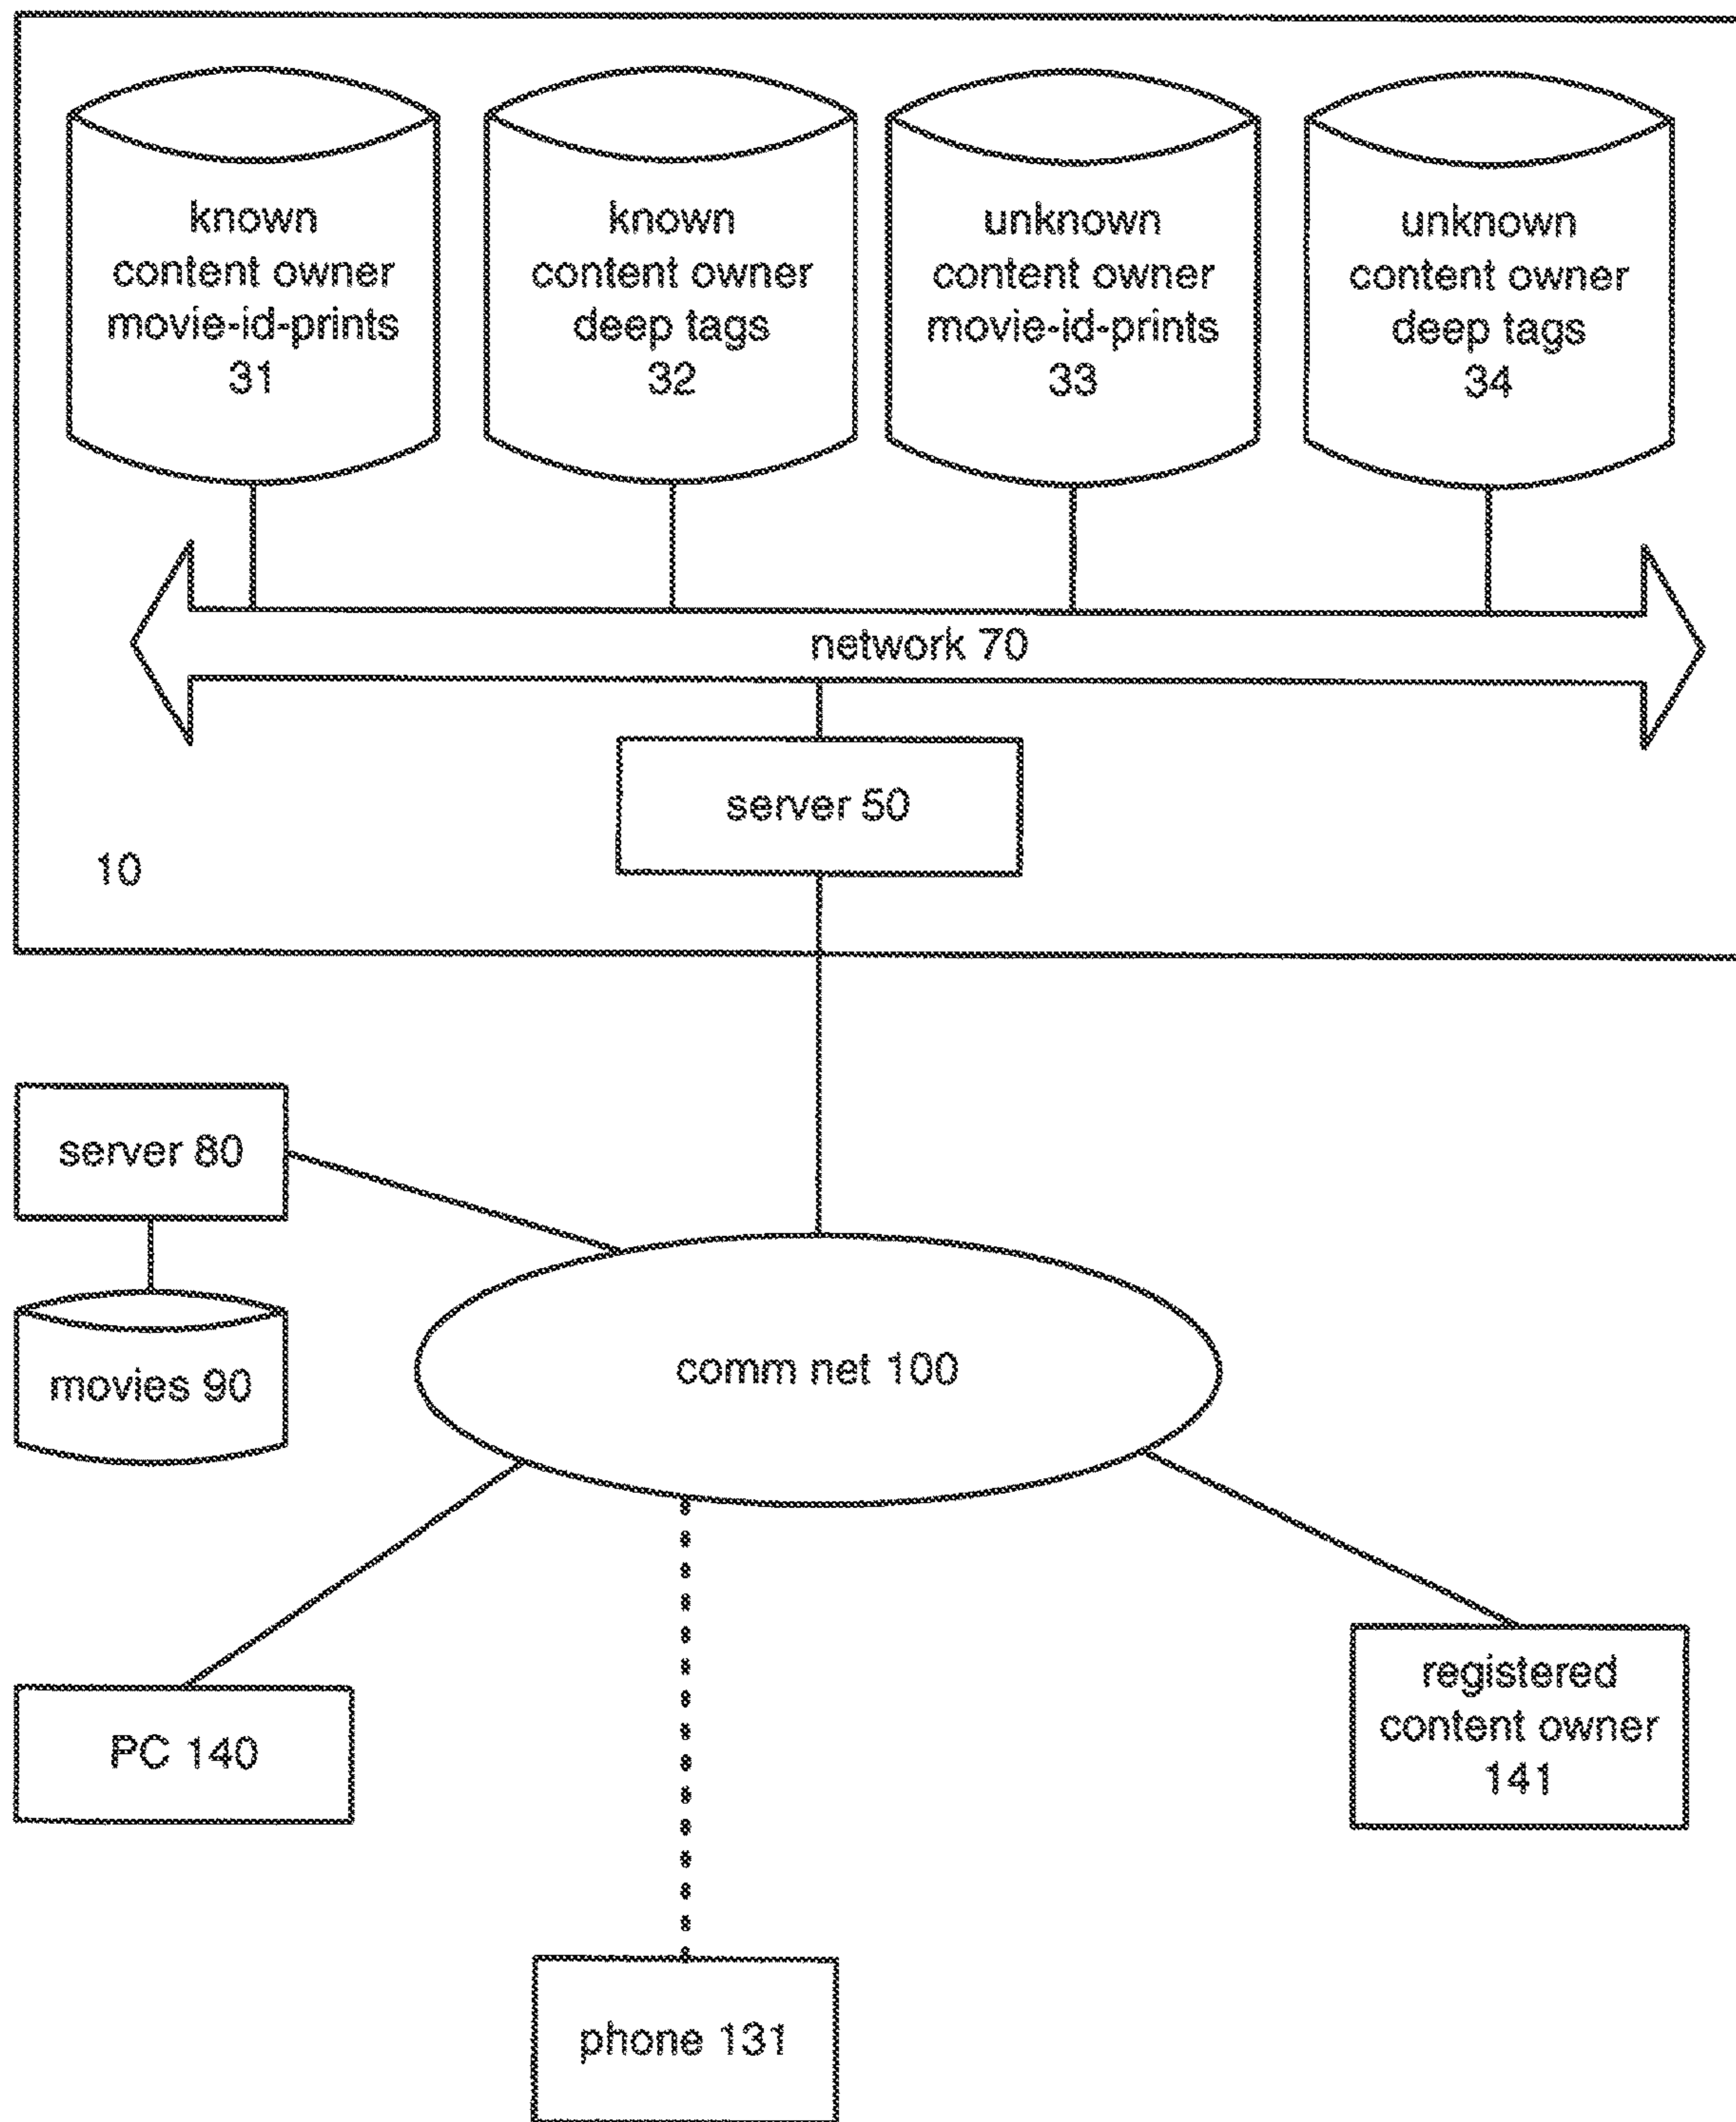 known
content owner
movie-id-prints
31
known
content owner
deep tags
32
unknown
content owner
movie-id-prints
33
unknown
content owner
deep tags
34
network 70
server 50
10
server 80
movies 90
comm net 100
PC 140
registered
content owner
141
phone 131